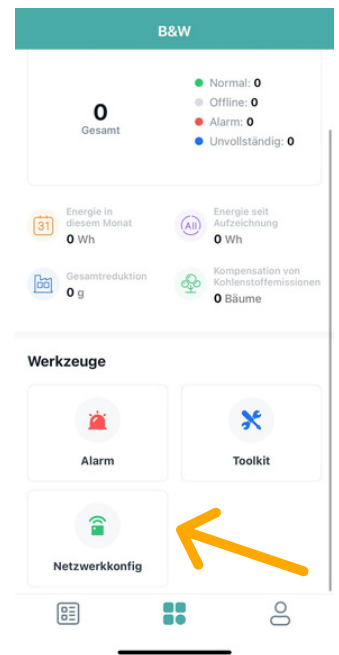 B&W
0
Gesamt
Normal: 0
Offline: 0
Alarm: 0
Unvollständig: 0
31
Energie in
diesem Monat
0 Wh
All
Energie seit
Aufzeichnung
0 Wh
Gesamtreduktion
0 g
Kompensation von
Kohlenstoffemissionen
0 Bäume
Werkzeuge
Alarm
Toolkit
Netzwerkkonfig